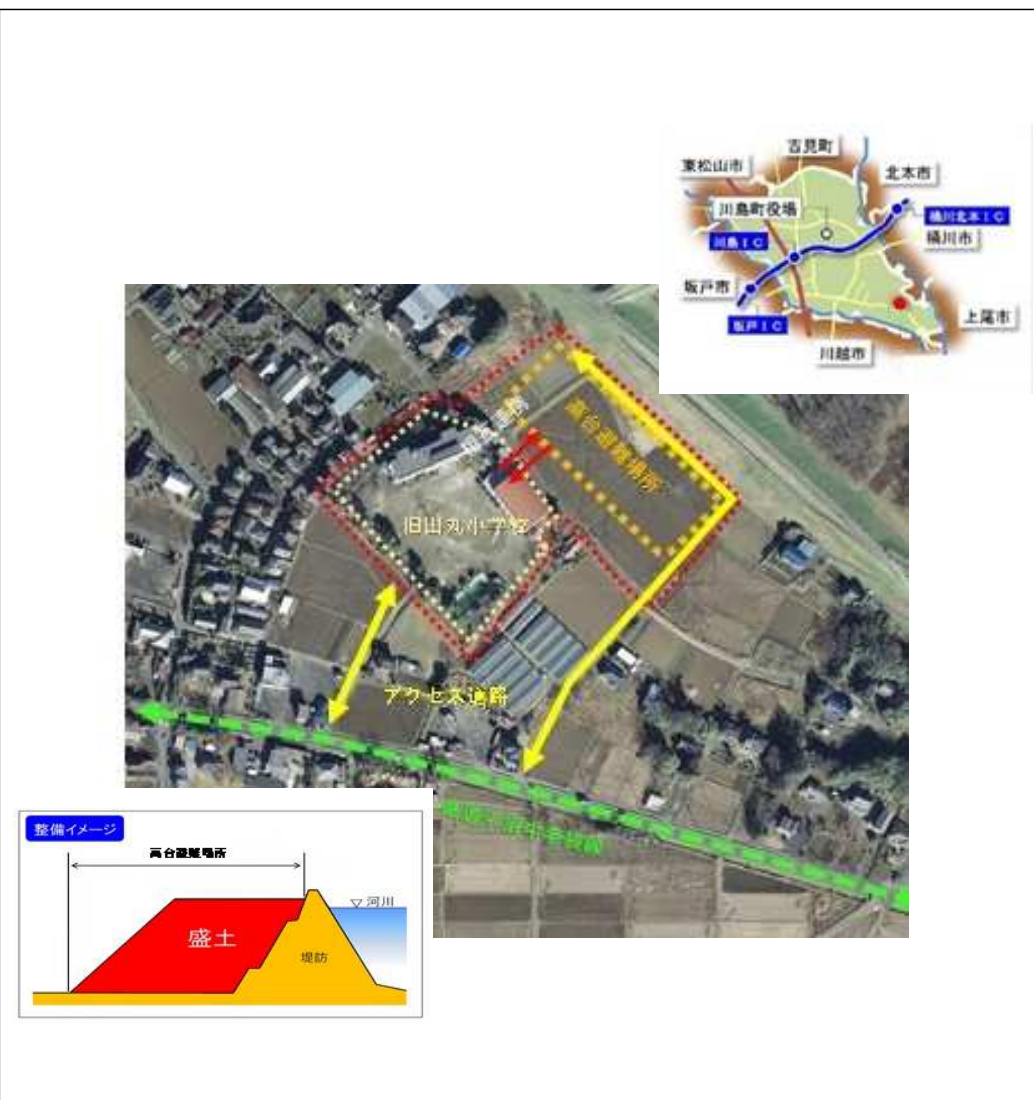 吉見町
東松山市
北本市
川島町役場
桶川北本IC
川島IC
桶川市
坂戸市
上尾市
坂戸IC
川越市
高台避難場所
旧出丸小学校
アクセス道路
整備イメージ
高台避難場所
▽河川
盛土
堤防